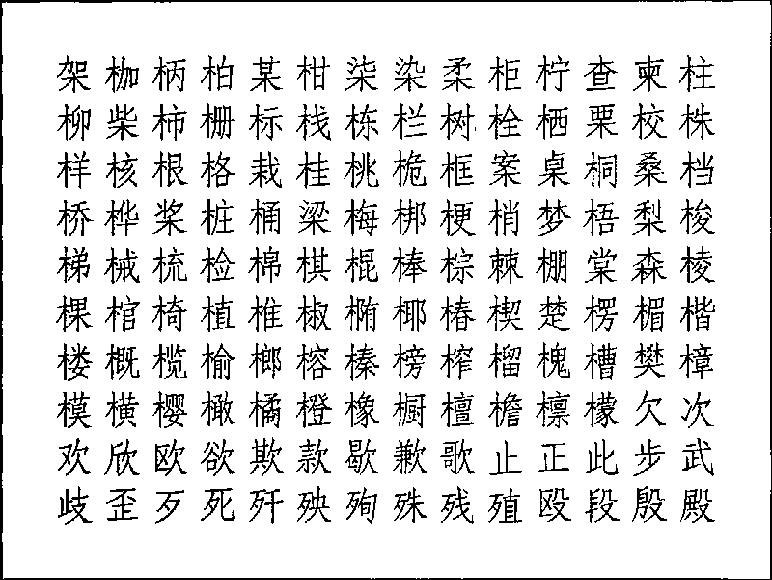 架枷柄柏某柑柒染柔柜柠查柬柱
柳柴柿栅标栈栋栏树栓栖栗校株
样核根格栽桂桃桅框案桌桐桑档
桥桦桨桩桶梁梅梆梗梢梦梧梨梭
梯械梳检棉棋棍棒棕棘棚棠森棱
棵棺椅植椎椒椭椰椿楔楚楞楣楷
楼概榄榆榔榕榛榜榨榴槐槽樊樟
模横樱橄橘橙橡橱檀檐檩檬欠次
欢欣欧欲欺款歇歉歌止正此步武
歧歪歹死歼殃殉殊残殖殴段殷殿